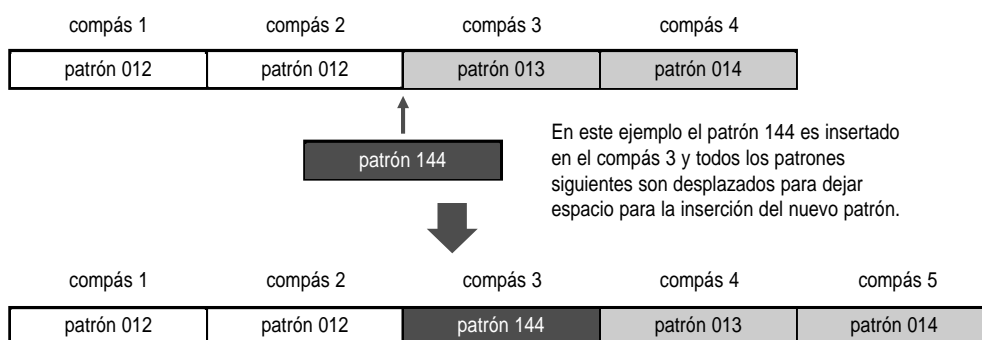 compás 1 compás 2 compás 3 compás 4
patrón 012 patrón 012 patrón 013 patrón 014
patrón 144
En este ejemplo el patrón 144 es insertado
en el compás 3 y todos los patrones
siguientes son desplazados para dejar
espacio para la inserción del nuevo patrón.
compás 1 compás 2 compás 3 compás 4 compás 5
patrón 012 patrón 012 patrón 144 patrón 013 patrón 014